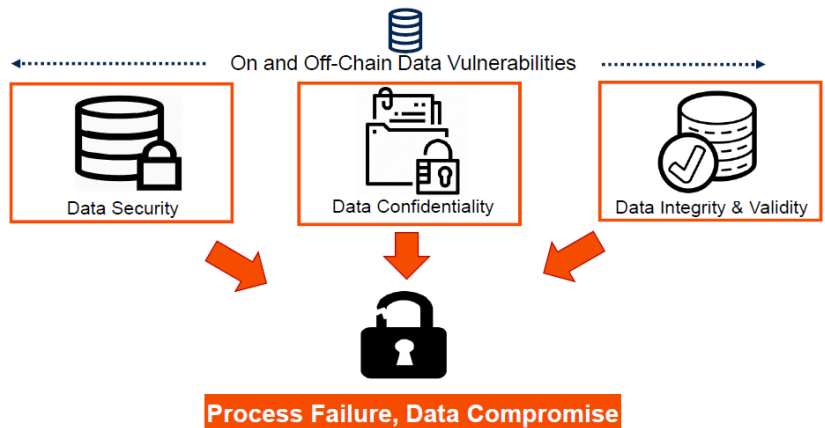 On and Off-Chain Data Vulnerabilities
Data Security
Data Confidentiality
Data Integrity & Validity
Process Failure, Data Compromise